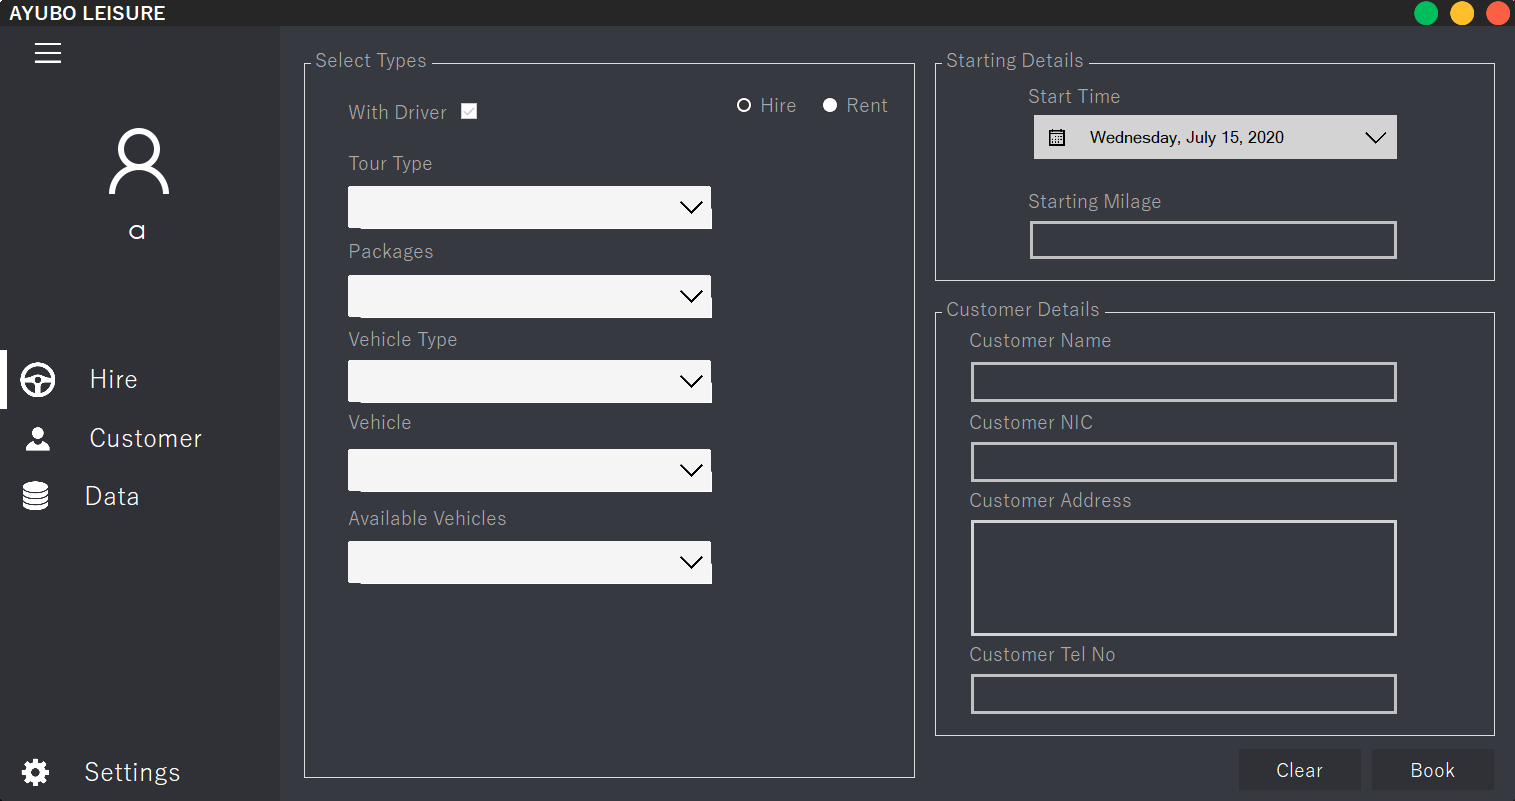 AYUBO LEISURE
a
Hire
Customer
Data
Settings
Select Types
With Driver
Hire
Rent
Tour Type
Packages
Vehicle Type
Vehicle
Available Vehicles
Starting Details
Start Time
Wednesday, July 15, 2020
Starting Milage
Customer Details
Customer Name
Customer NIC
Customer Address
Customer Tel No
Clear
Book